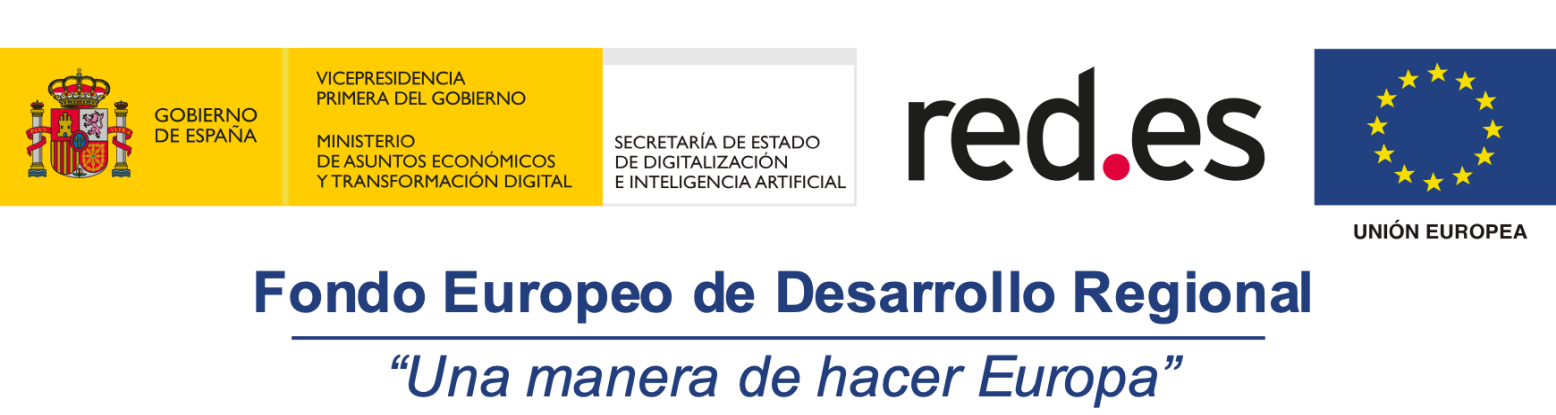 GOBIERNO
DE ESPAÑA
VICEPRESIDENCIA
PRIMERA DEL GOBIERNO
MINISTERIO
DE ASUNTOS ECONÓMICOS
Y TRANSFORMACIÓN DIGITAL
SECRETARÍA DE ESTADO
DE DIGITALIZACIÓN
E INTELIGENCIA ARTIFICIAL
red.es
UNIÓN EUROPEA
Fondo Europeo de Desarrollo Regional
“Una manera de hacer Europa”